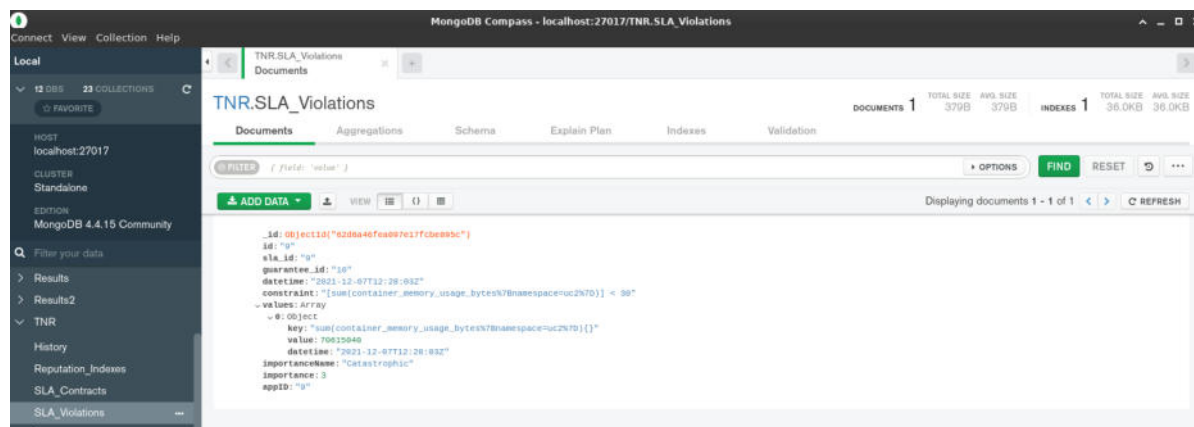 MongoDB Compass - localhost:27017/TNR.SLA_Violations
Connect View Collection Help
Local
12 DBS 23 COLLECTIONS
FAVORITE
HOST
localhost:27017
CLUSTER
Standalone
EDITION
MongoDB 4.4.15 Community
Filter your data
Results
Results2
TNR
History
Reputation_Indexes
SLA_Contracts
SLA_Violations
TNR.SLA_Violations
Documents
TNR.SLA_Violations
DOCUMENTS 1 TOTAL SIZE 379B AVG. SIZE 379B INDEXES 1 TOTAL SIZE 36.0KB AVG. SIZE 36.0KB
Documents Aggregations Schema Explain Plan Indexes Validation
FILTER { field: 'value' } OPTIONS FIND RESET
ADD DATA VIEW {} Displaying documents 1 - 1 of 1 REFRESH
_id: ObjectId(
id: "9"
sla_id: "9"
guarantee_id: "10"
datetime: "2021-12-07T12:28:03Z"
constraint: "[sum(container_memory_usage_bytes%7Bnamespace=uc2%7D)] <
values: Array
0: Object
key: "sum(container_memory_usage_bytes%7Bnamespace=uc2%7D){}"
value: 70615040
datetime: "2021-12-07T12:28:03Z"
importanceName: "Catastrophic"
importance: 3
appID: "9"